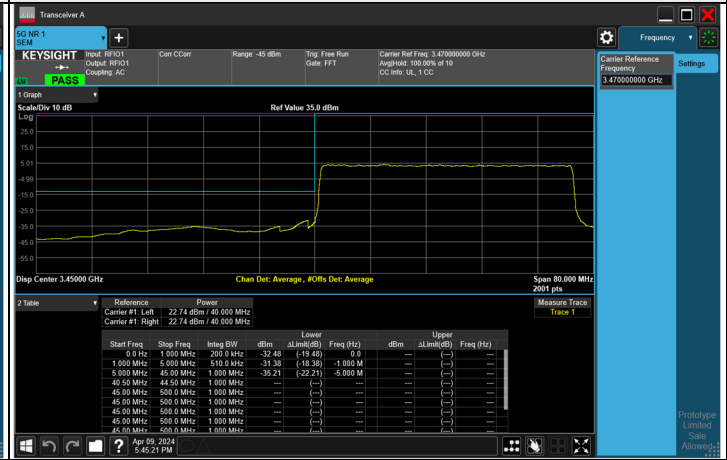 Transceiver A
5G NR 1
SEM
Frequency
KEYSIGHT
Input: RFIO1
Output: RFIO1
Coupling: AC
Corr CCorr
Range: -45 dBm
Trig: Free Run
Gate: FFT
Carrier Ref Freq: 3.470000000 GHz
Avg|Hold: 100.00% of 10
CC Info: UL, 1 CC
LXI
PASS
Carrier Reference
Frequency
3.470000000 GHz
Settings
1 Graph
Scale/Div 10 dB
Ref Value 35.0 dBm
Log
25.0
15.0
5.01
-4.99
-15.0
-25.0
-35.0
-45.0
-55.0
Disp Center 3.45000 GHz
Chan Det: Average , #Offs Det: Average
Span 80.000 MHz
2001 pts
2 Table
Reference Power
Carrier #1: Left 22.74 dBm / 40.000 MHz
Carrier #1: Right 22.74 dBm / 40.000 MHz
Measure Trace
Trace 1
Lower Upper
Start Freq Stop Freq Integ BW dBm ΔLimit(dB) Freq (Hz) dBm ΔLimit(dB) Freq (Hz)
0.0 Hz 1.000 MHz 200.0 kHz -32.48 (-19.48) 0.0 --- (---) ---
1.000 MHz 5.000 MHz 510.0 kHz -31.38 (-18.38) -1.000 M --- (---) ---
5.000 MHz 45.00 MHz 1.000 MHz -35.21 (-22.21) -5.000 M --- (---) ---
40.50 MHz 44.50 MHz 1.000 MHz --- (---) --- --- (---) ---
45.00 MHz 500.0 MHz 1.000 MHz --- (---) --- --- (---) ---
45.00 MHz 500.0 MHz 1.000 MHz --- (---) --- --- (---) ---
45.00 MHz 500.0 MHz 1.000 MHz --- (---) --- --- (---) ---
45.00 MHz 500.0 MHz 1.000 MHz --- (---) --- --- (---) ---
Apr 09, 2024
5:45:21 PM
Prototype
Limited
Sale
Allowed